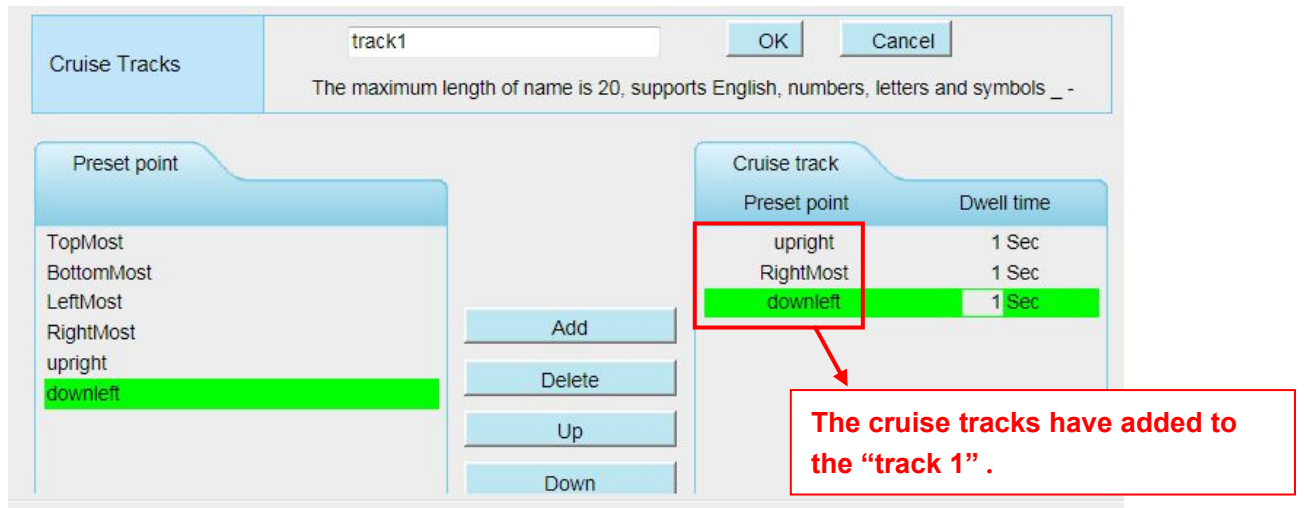 track1
OK
Cancel
Cruise Tracks
The maximum length of name is 20, supports English, numbers, letters and symbols _ -
Preset point
Cruise track
Preset point Dwell time
TopMost
BottomMost
LeftMost
RightMost
upright
downleft
Add
Delete
Up
Down
upright 1 Sec
RightMost 1 Sec
downleft 1 Sec
The cruise tracks have added to
the “track 1” .